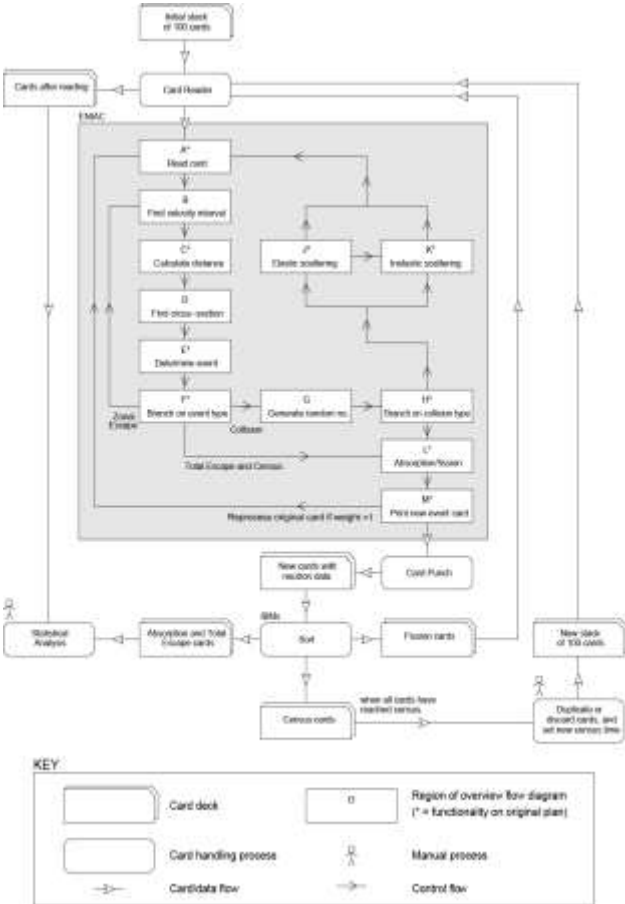 Initial stack
of 100 cards
Cards after reading
Card Reader
ENIAC
A*
Read card
B
Find velocity interval
C*
Calculate distance
J*
Elastic scattering
K*
Inelastic scattering
D
Find cross-section
E*
Determine event
F*
Branch on event type
G
Generate random no.
H*
Branch on collision type
Zonal
Escape
Collision
L*
Absorption/fission
Total Escape and Census
M*
Print new event card
Reprocess original card if weight >1
New cards with
neutron data
Card Punch
IBMs
Statistical
Analysis
Absorption and Total
Escape cards
Sort
Fission cards
New stack
of 100 cards
when all cards have
reached census
Census cards
Duplicate or
discard cards, and
set new census time
KEY
Card deck
D
Region of overview flow diagram
(* = functionality on original plan)
Card handling process
Manual process
Card/data flow
Control flow